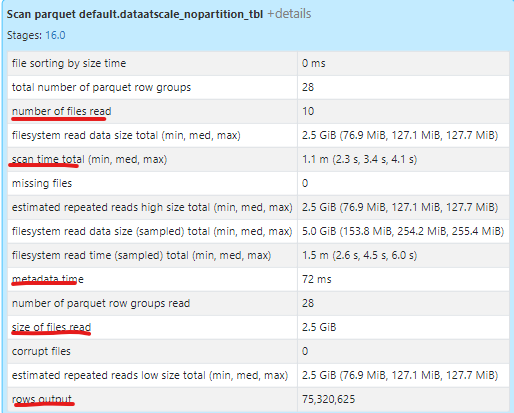 Scan parquet default.dataatscale_nopartition_tbl +details
Stages: 16.0
file sorting by size time 0 ms
total number of parquet row groups 28
number of files read 10
filesystem read data size total (min, med, max) 2.5 GiB (76.9 MiB, 127.1 MiB, 127.7 MiB)
scan time total (min, med, max) 1.1 m (2.3 s, 3.4 s, 4.1 s)
missing files 0
estimated repeated reads high size total (min, med, max) 2.5 GiB (76.9 MiB, 127.1 MiB, 127.7 MiB)
filesystem read data size (sampled) total (min, med, max) 5.0 GiB (153.8 MiB, 254.2 MiB, 255.4 MiB)
filesystem read time (sampled) total (min, med, max) 1.5 m (2.6 s, 4.5 s, 6.0 s)
metadata time 72 ms
number of parquet row groups read 28
size of files read 2.5 GiB
corrupt files 0
estimated repeated reads low size total (min, med, max) 2.5 GiB (76.9 MiB, 127.1 MiB, 127.7 MiB)
rows output 75,320,625